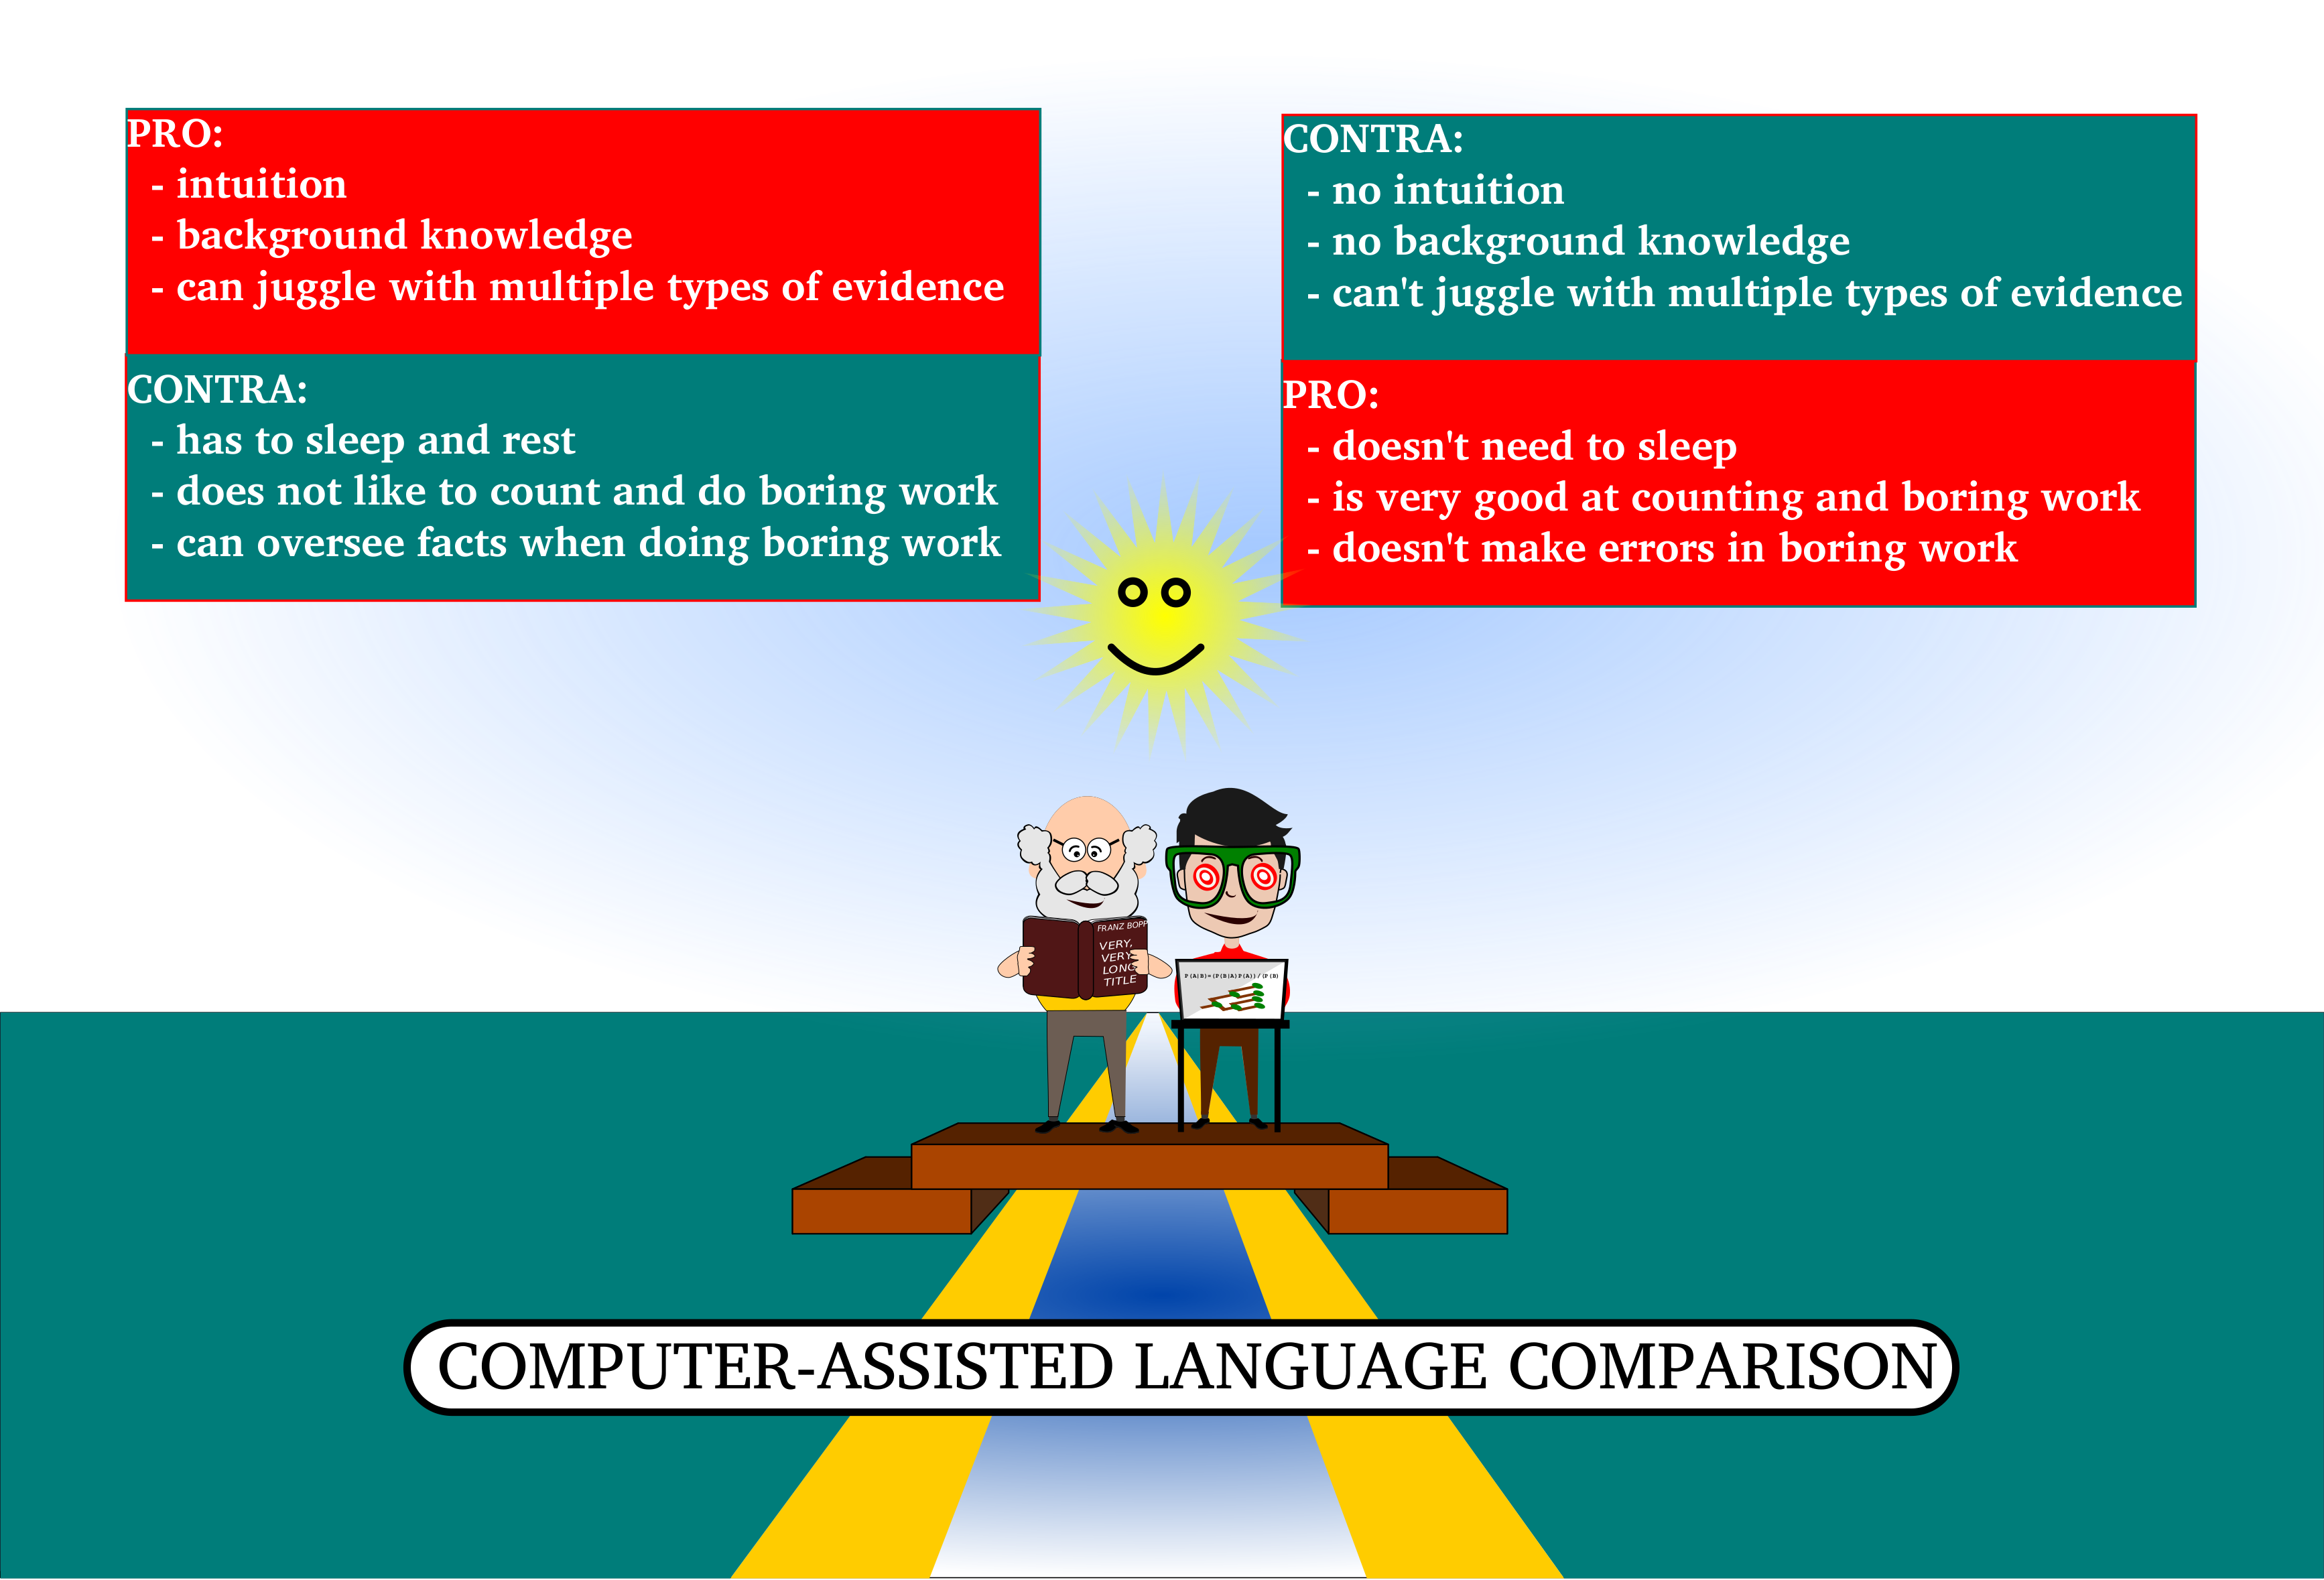 PRO:
- intuition
- background knowledge
- can juggle with multiple types of evidence
CONTRA:
- has to sleep and rest
- does not like to count and do boring work
- can oversee facts when doing boring work
CONTRA:
- no intuition
- no background knowledge
- can't juggle with multiple types of evidence
PRO:
- doesn't need to sleep
- is very good at counting and boring work
- doesn't make errors in boring work
FRANZ BOPP
VERY,
VERY
LONG
TITLE
P(A|B)=(P(B|A)P(A))/(P(B)
COMPUTER-ASSISTED LANGUAGE COMPARISON